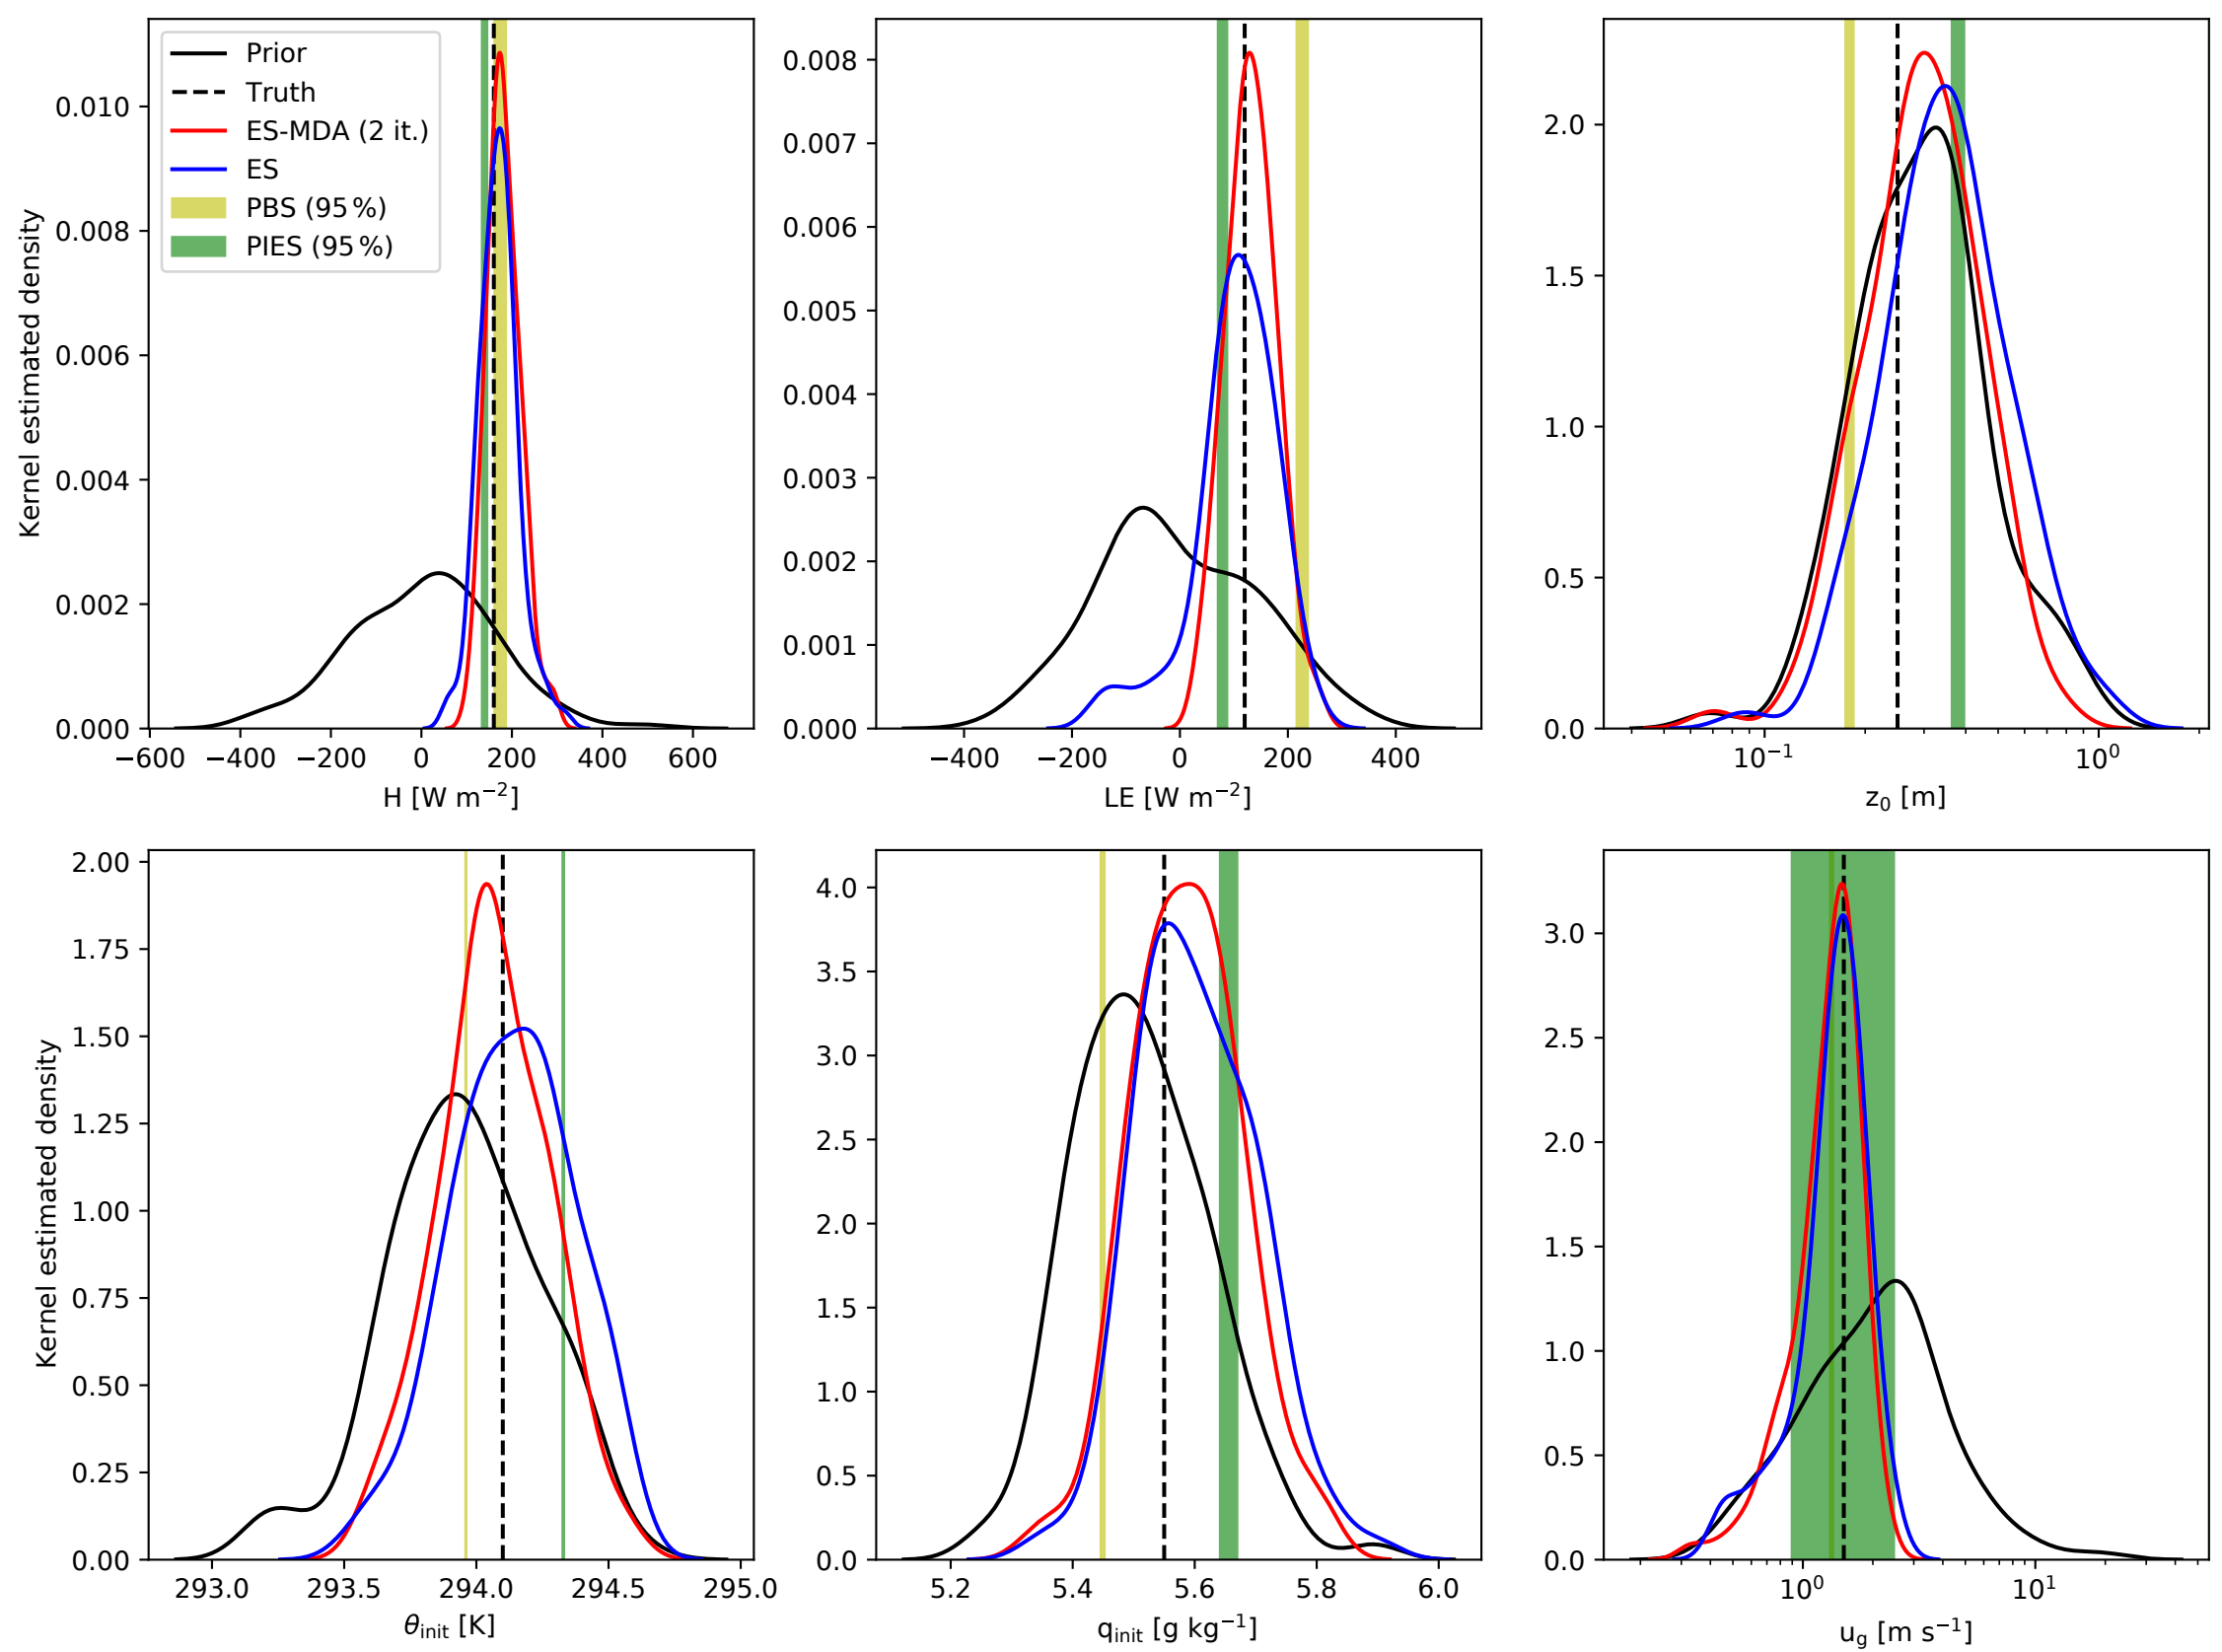 Prior
Truth
ES-MDA (2 it.)
ES
PBS (95 %)
PIES (95 %)
Kernel estimated density
0.010
0.008
0.006
0.004
0.002
0.000
−600 −400 −200 0 200 400 600
H [W m⁻²]
0.008
0.007
0.006
0.005
0.004
0.003
0.002
0.001
0.000
−400 −200 0 200 400
LE [W m⁻²]
2.0
1.5
1.0
0.5
0.0
10⁻¹ 10⁰
z₀ [m]
Kernel estimated density
2.00
1.75
1.50
1.25
1.00
0.75
0.50
0.25
0.00
293.0 293.5 294.0 294.5 295.0
θinit [K]
4.0
3.5
3.0
2.5
2.0
1.5
1.0
0.5
0.0
5.2 5.4 5.6 5.8 6.0
qinit [g kg⁻¹]
3.0
2.5
2.0
1.5
1.0
0.5
0.0
10⁰ 10¹
ug [m s⁻¹]